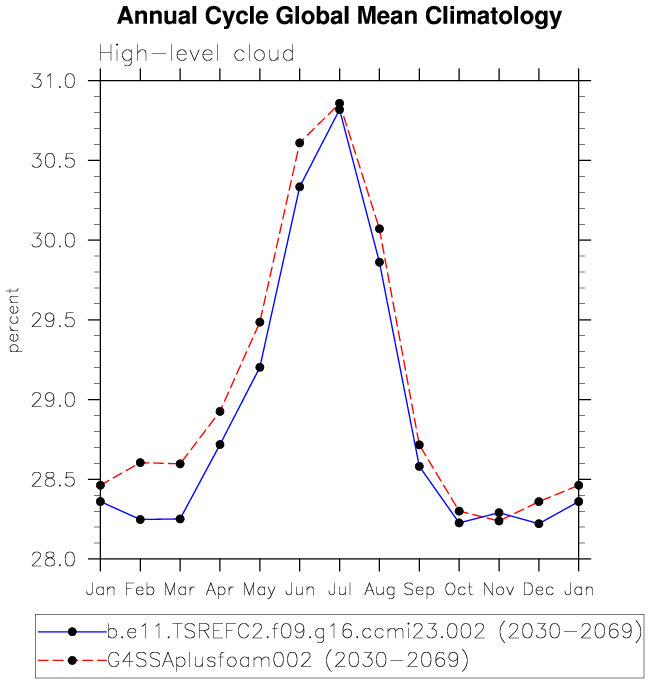 Annual Cycle Global Mean Climatology
High-level cloud
31.0
30.5
30.0
29.5
29.0
28.5
28.0
percent
Jan Feb Mar Apr May Jun Jul Aug Sep Oct Nov Dec Jan
b.e11.TSREFC2.f09.g16.ccmi23.002 (2030-2069)
G4SSAplusfoam002 (2030-2069)